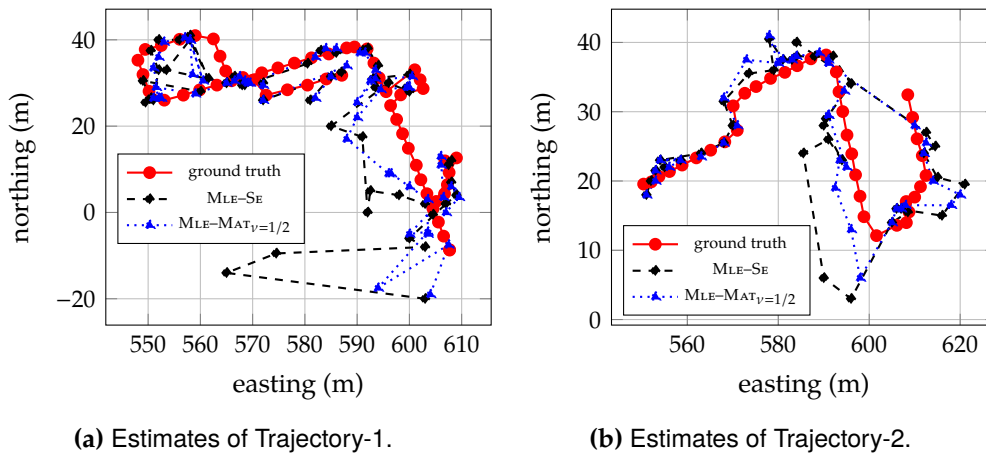 40
20
0
−20
northing (m)
550 560 570 580 590 600 610
easting (m)
ground truth
MLE–SE
MLE–MATν=1/2
(a) Estimates of Trajectory-1.
40
30
20
10
0
northing (m)
560 580 600 620
easting (m)
ground truth
MLE–SE
MLE–MATν=1/2
(b) Estimates of Trajectory-2.